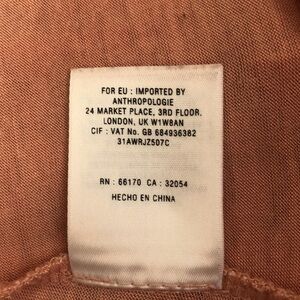 FOR EU : IMPORTED BY
ANTHROPOLOGIE
24 MARKET PLACE, 3RD FLOOR,
LONDON, UK W1W8AN
CIF : VAT No. GB 684936382
31AWRJZ507C
RN : 66170 CA : 32054
HECHO EN CHINA